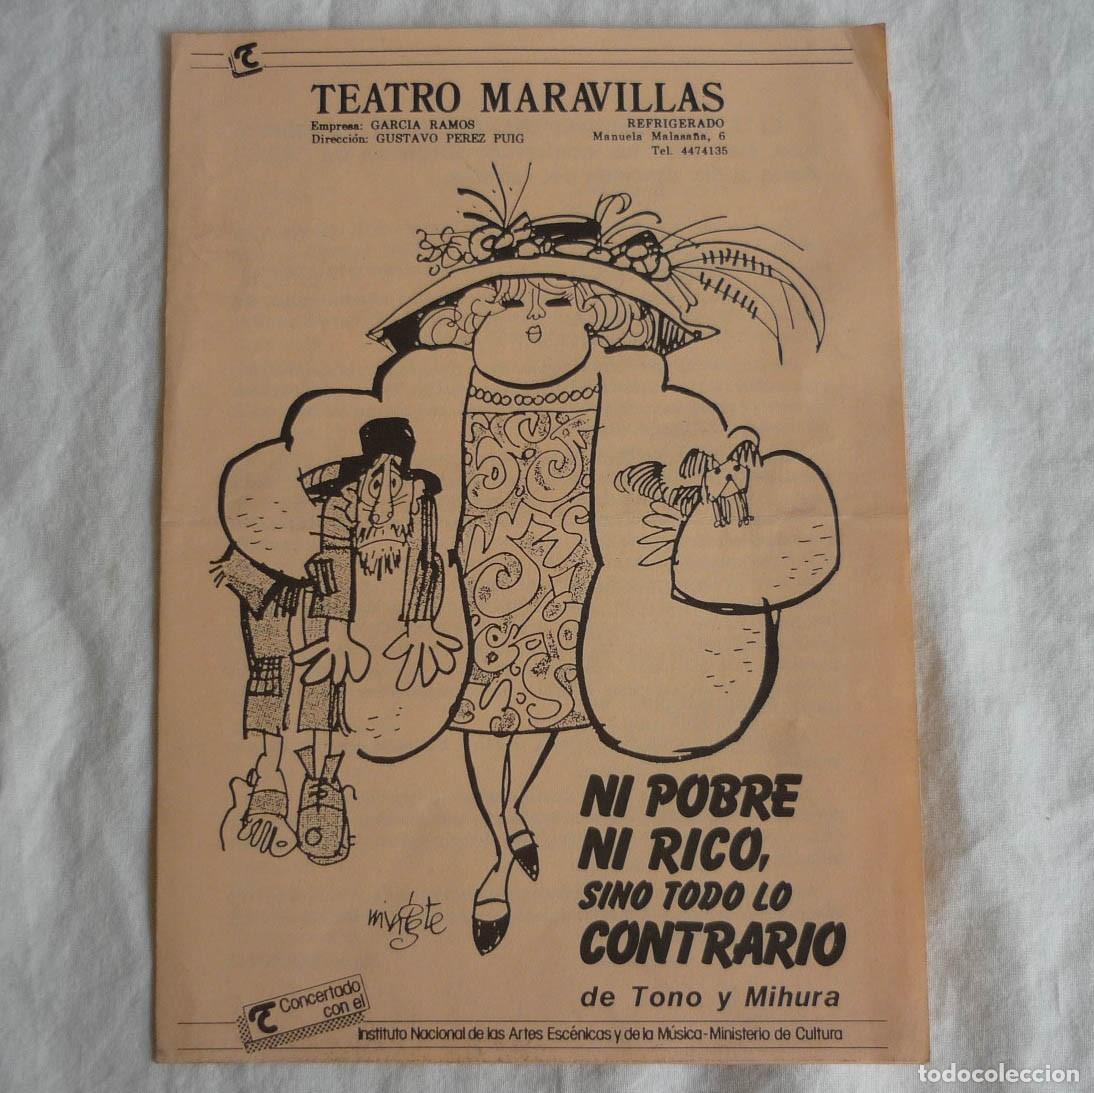 TEATRO MARAVILLAS
Empresa: GARCIA RAMOS
Dirección: GUSTAVO PEREZ PUIG
REFRIGERADO
Manuela Malasaña, 6
Tel. 4474135
NI POBRE
NI RICO,
SINO TODO LO
CONTRARIO
de Tono y Mihura
mingote
Concertado
con el
Instituto Nacional de las Artes Escénicas y de la Música-Ministerio de Cultura
todocoleccion